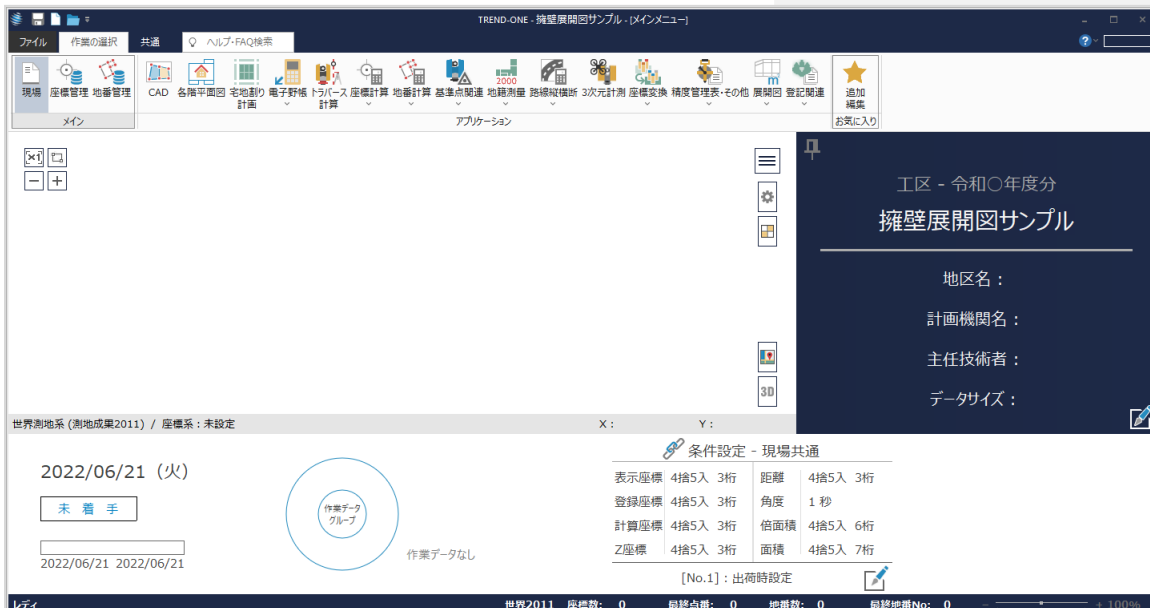 TREND-ONE - 擁壁展開図サンプル - [メインメニュー]
ファイル 作業の選択 共通 ヘルプ・FAQ検索
現場 座標管理 地番管理 CAD 各階平面図 宅地割り計画 電子野帳 トラバース計算 座標計算 地番計算 基準点関連 地籍測量 路線縦横断 3次元計測 座標変換 精度管理表・その他 展開図 登記関連 追加編集
メイン アプリケーション お気に入り
工区 - 令和〇年度分
擁壁展開図サンプル
地区名：
計画機関名：
主任技術者：
データサイズ：
3D
世界測地系 (測地成果2011) / 座標系：未設定 X： Y：
2022/06/21（火）
未着手
2022/06/21 2022/06/21
作業データ
グループ
作業データなし
条件設定 - 現場共通
表示座標 4捨5入 3桁 距離 4捨5入 3桁
登録座標 4捨5入 3桁 角度 1 秒
計算座標 4捨5入 3桁 倍面積 4捨5入 6桁
Z座標 4捨5入 3桁 面積 4捨5入 7桁
[No.1]：出荷時設定
レディ 世界2011 座標数: 0 最終点番: 0 地番数: 0 最終地番No: 0 － + 100%